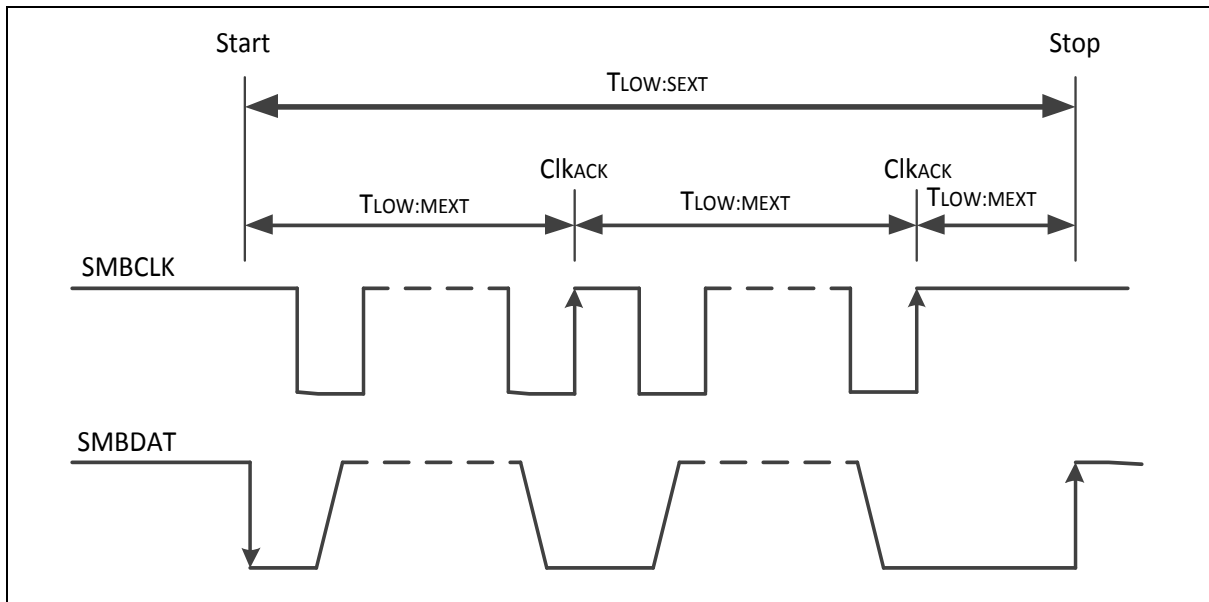 Start Stop
TLOW:SEXT
ClkACK ClkACK
TLOW:MEXT TLOW:MEXT TLOW:MEXT
SMBCLK
SMBDAT